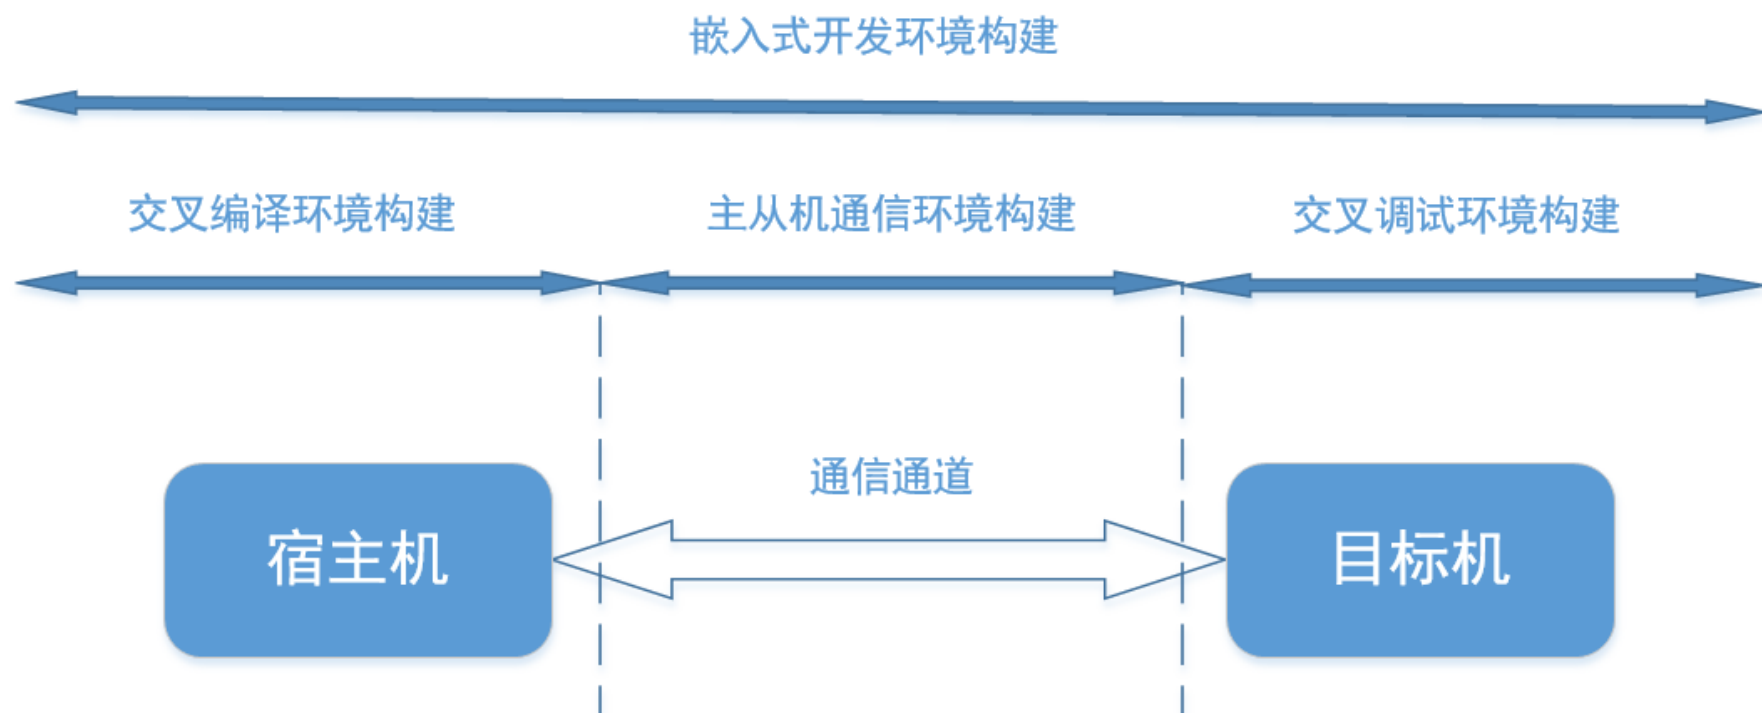 嵌入式开发环境构建
交叉编译环境构建
主从机通信环境构建
交叉调试环境构建
通信通道
宿主机
目标机